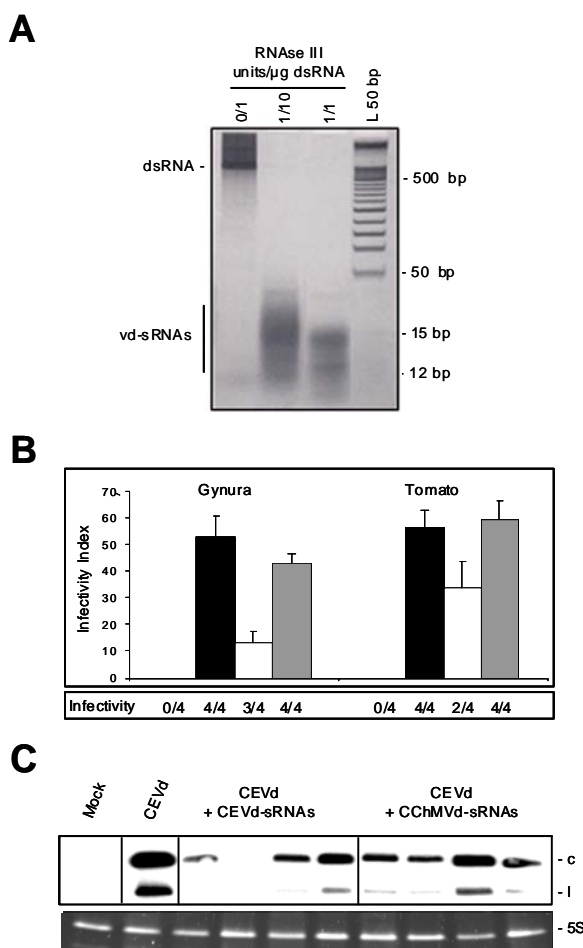 A
RNAse III
units/µg dsRNA
0/1 1/10 1/1 L 50 bp
dsRNA -
- 500 bp
- 50 bp
vd-sRNAs
- 15 bp
- 12 bp
B
Gynura Tomato
Infectivity Index
70
60
50
40
30
20
10
0
Infectivity 0/4 4/4 3/4 4/4 0/4 4/4 2/4 4/4
C
Mock CEVd
CEVd
+ CEVd-sRNAs
CEVd
+ CChMVd-sRNAs
- c
- l
- 5S